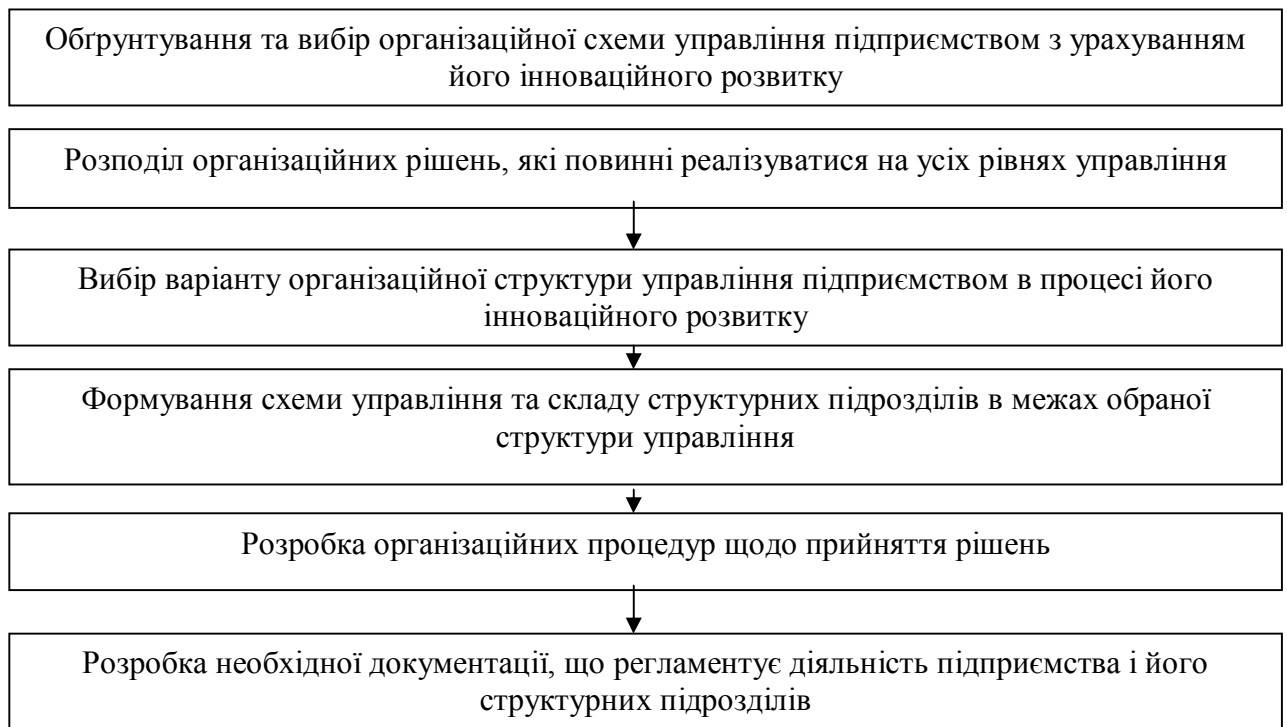 Обґрунтування та вибір організаційної схеми управління підприємством з урахуванням
його інноваційного розвитку
Розподіл організаційних рішень, які повинні реалізуватися на усіх рівнях управління
Вибір варіанту організаційної структури управління підприємством в процесі його
інноваційного розвитку
Формування схеми управління та складу структурних підрозділів в межах обраної
структури управління
Розробка організаційних процедур щодо прийняття рішень
Розробка необхідної документації, що регламентує діяльність підприємства і його
структурних підрозділів